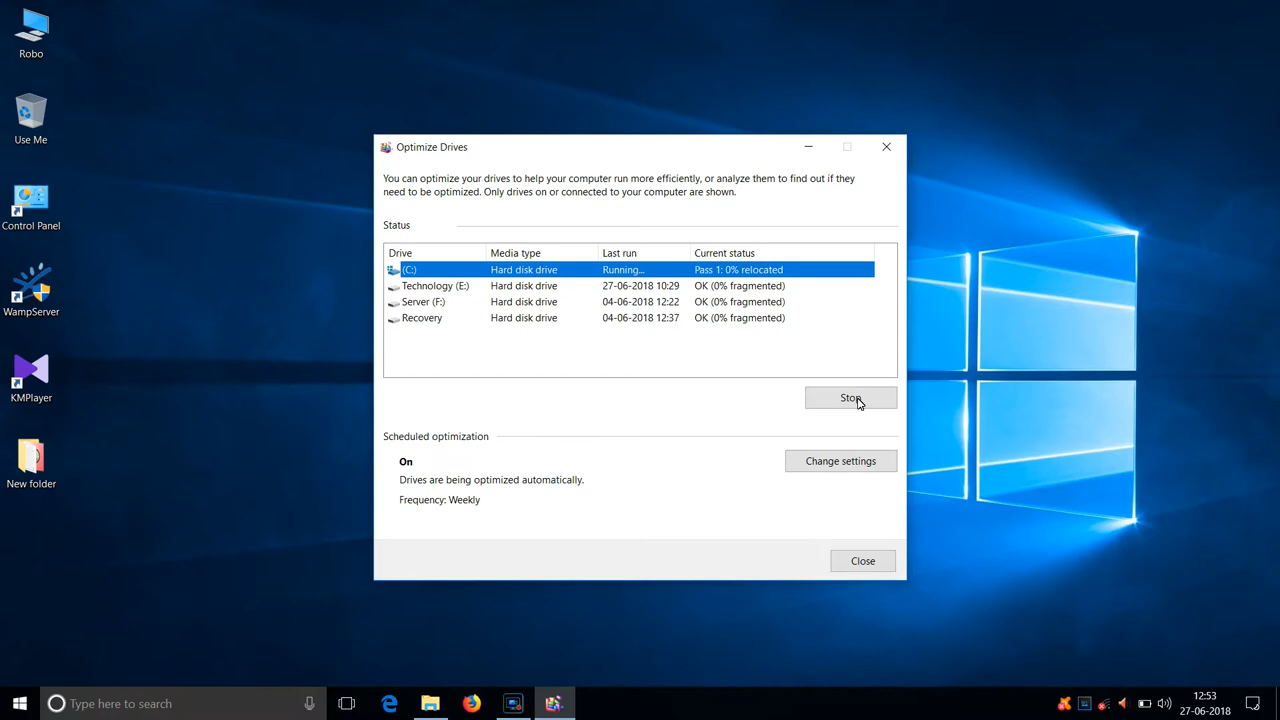 Robo
Use Me
Control Panel
WampServer
KMPlayer
New folder
Optimize Drives
You can optimize your drives to help your computer run more efficiently, or analyze them to find out if they
need to be optimized. Only drives on or connected to your computer are shown.
Status
Drive Media type Last run Current status
(C:) Hard disk drive Running... Pass 1: 0% relocated
Technology (E:) Hard disk drive 27-06-2018 10:29 OK (0% fragmented)
Server (F:) Hard disk drive 04-06-2018 12:22 OK (0% fragmented)
Recovery Hard disk drive 04-06-2018 12:37 OK (0% fragmented)
Stop
Scheduled optimization
On
Change settings
Drives are being optimized automatically.
Frequency: Weekly
Close
Type here to search
12:53
27-06-2018